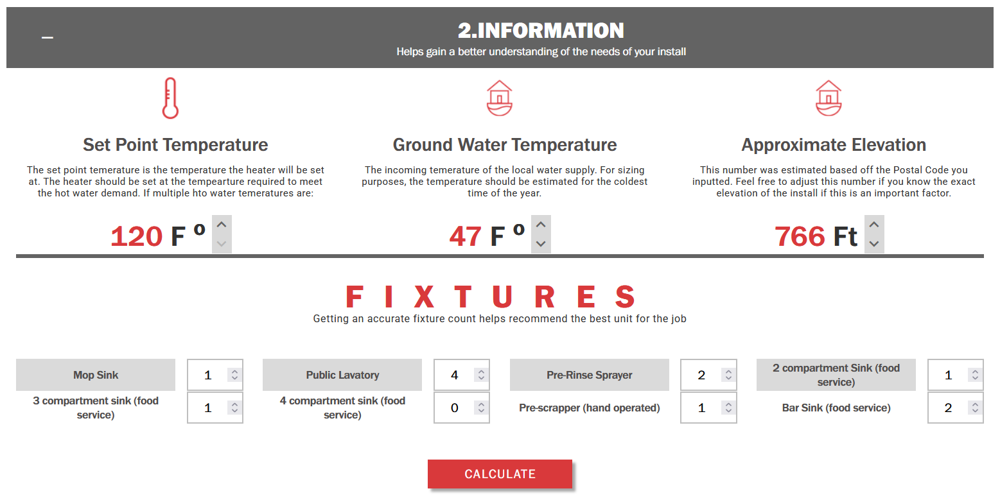 2.INFORMATION
Helps gain a better understanding of the needs of your install
Set Point Temperature
The set point temerature is the temperature the heater will be set
at. The heater should be set at the tempearture required to meet
the hot water demand. If multiple hto water temeratures are:
120 F º
Ground Water Temperature
The incoming temerature of the local water supply. For sizing
purposes, the temperature should be estimated for the coldest
time of the year.
47 F º
Approximate Elevation
This number was estimated based off the Postal Code you
inputted. Feel free to adjust this number if you know the exact
elevation of the install if this is an important factor.
766 Ft
FIXTURES
Getting an accurate fixture count helps recommend the best unit for the job
Mop Sink 1
Public Lavatory 4
Pre-Rinse Sprayer 2
2 compartment Sink (food
service) 1
3 compartment sink (food
service) 1
4 compartment sink (food
service) 0
Pre-scrapper (hand operated) 1
Bar Sink (food service) 2
CALCULATE